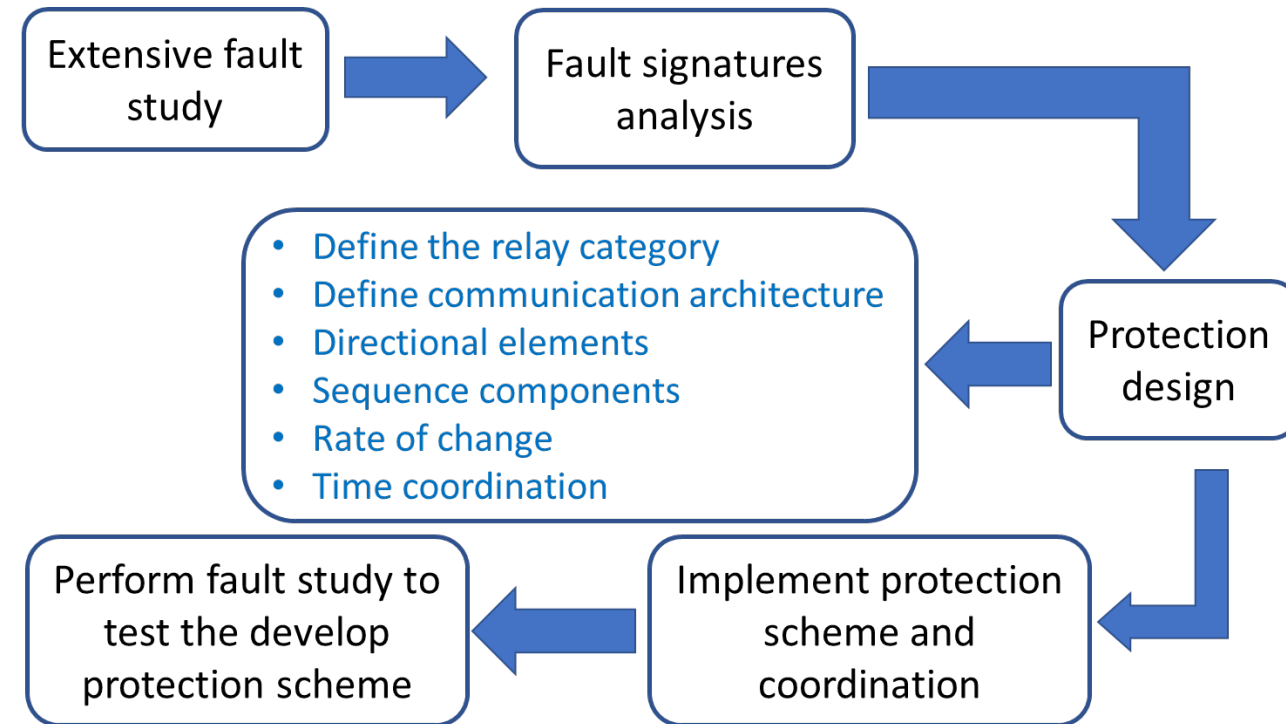 Extensive fault
study
Fault signatures
analysis
Protection
design
• Define the relay category
• Define communication architecture
• Directional elements
• Sequence components
• Rate of change
• Time coordination
Implement protection
scheme and
coordination
Perform fault study to
test the develop
protection scheme